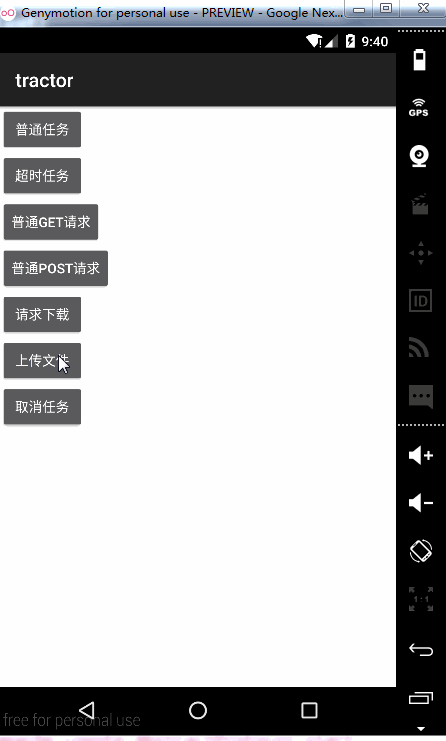 Genymotion for personal use - PREVIEW - Google Nex...
9:40
tractor
普通任务
超时任务
普通GET请求
普通POST请求
请求下载
上传文件
取消任务
GPS
ID
1:1
free for personal use